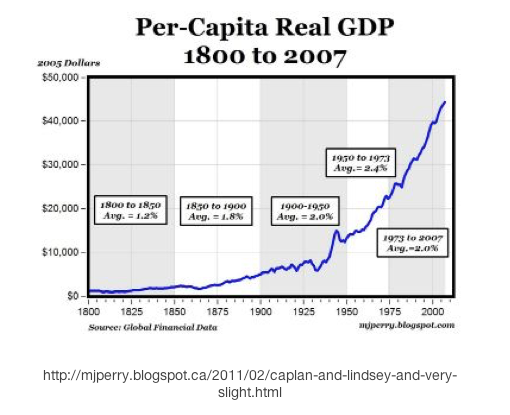 Per-Capita Real GDP
1800 to 2007
2005 Dollars
$50,000
$40,000
$30,000
$20,000
$10,000
$0
1950 to 1973
Avg.= 2.4%
1800 to 1850
Avg. = 1.2%
1850 to 1900
Avg. = 1.8%
1900-1950
Avg. = 2.0%
1973 to 2007
Avg.=2.0%
1800 1825 1850 1875 1900 1925 1950 1975 2000
Source: Global Financial Data
mjperry.blogspot.com
http://mjperry.blogspot.ca/2011/02/caplan-and-lindsey-and-very-
slight.html